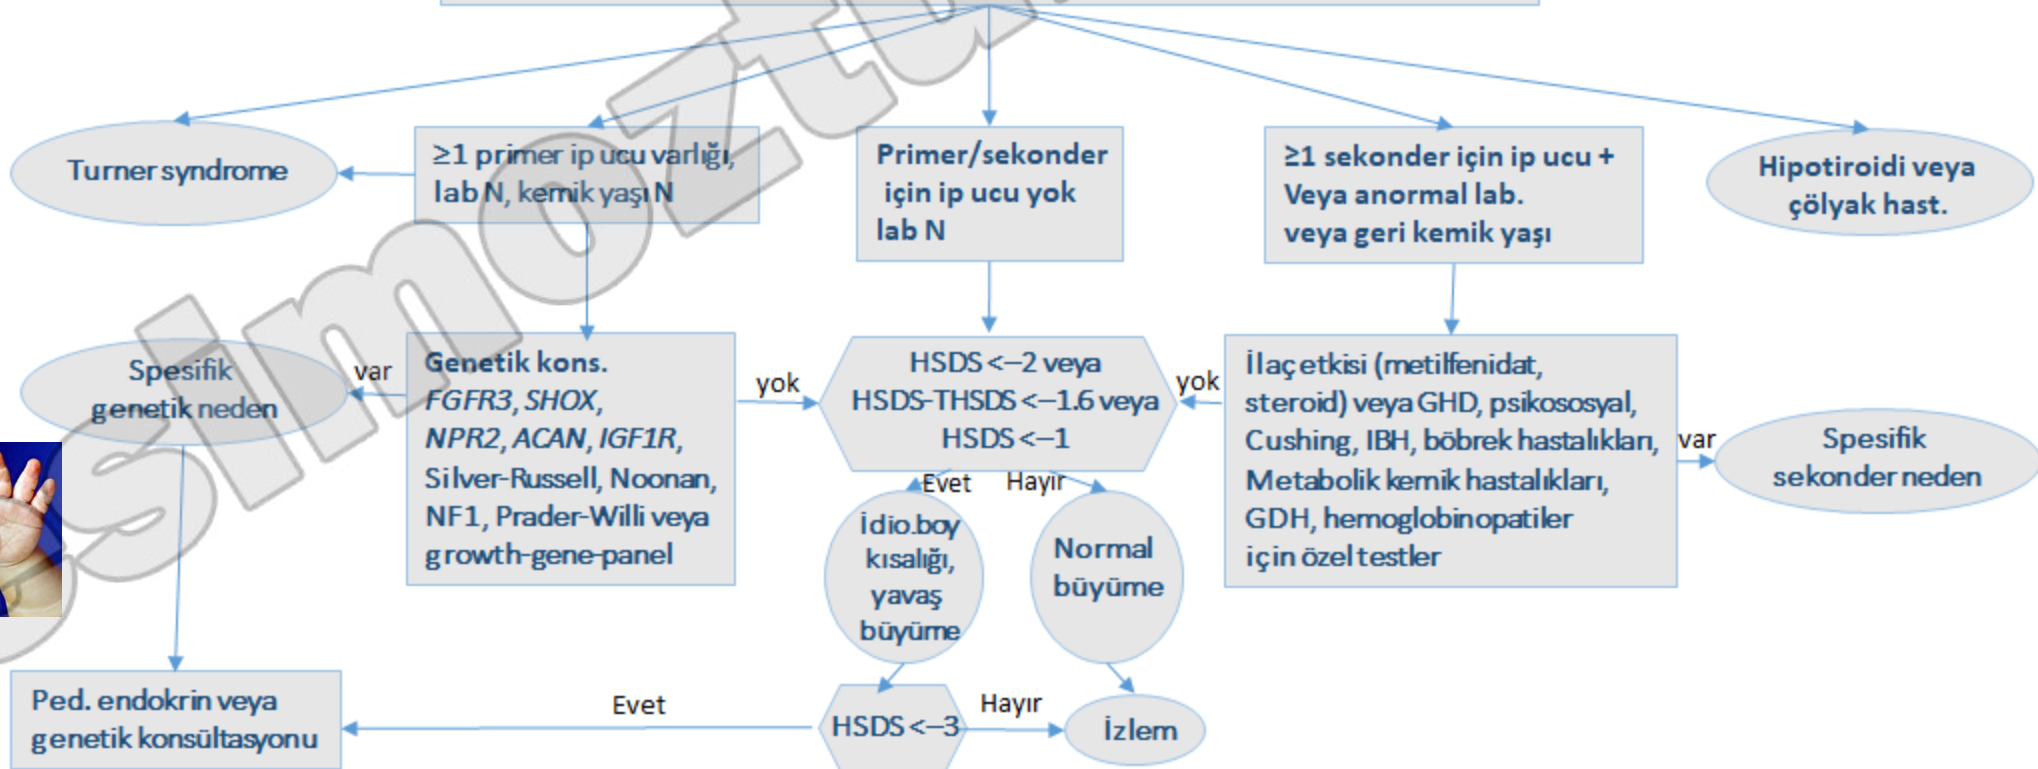 Turner syndrome
≥1 primer ip ucu varlığı,
lab N, kemik yaşı N
Primer/sekonder
için ip ucu yok
lab N
≥1 sekonder için ip ucu +
Veya anormal lab.
veya geri kemik yaşı
Hipotiroidi veya
çölyak hast.
Spesifik
genetik neden
var
Genetik kons.
FGFR3, SHOX,
NPR2, ACAN, IGF1R,
Silver-Russell, Noonan,
NF1, Prader-Willi veya
growth-gene-panel
yok
HSDS <–2 veya
HSDS-THSDS <–1.6 veya
HSDS <–1
yok
İlaç etkisi (metilfenidat,
steroid) veya GHD, psikososyal,
Cushing, IBH, böbrek hastalıkları,
Metabolik kemik hastalıkları,
GDH, hemoglobinopatiler
için özel testler
var
Spesifik
sekonder neden
Evet
Hayır
İdio.boy
kısalığı,
yavaş
büyüme
Normal
büyüme
Ped. endokrin veya
genetik konsültasyonu
Evet
HSDS <–3
Hayır
İzlem